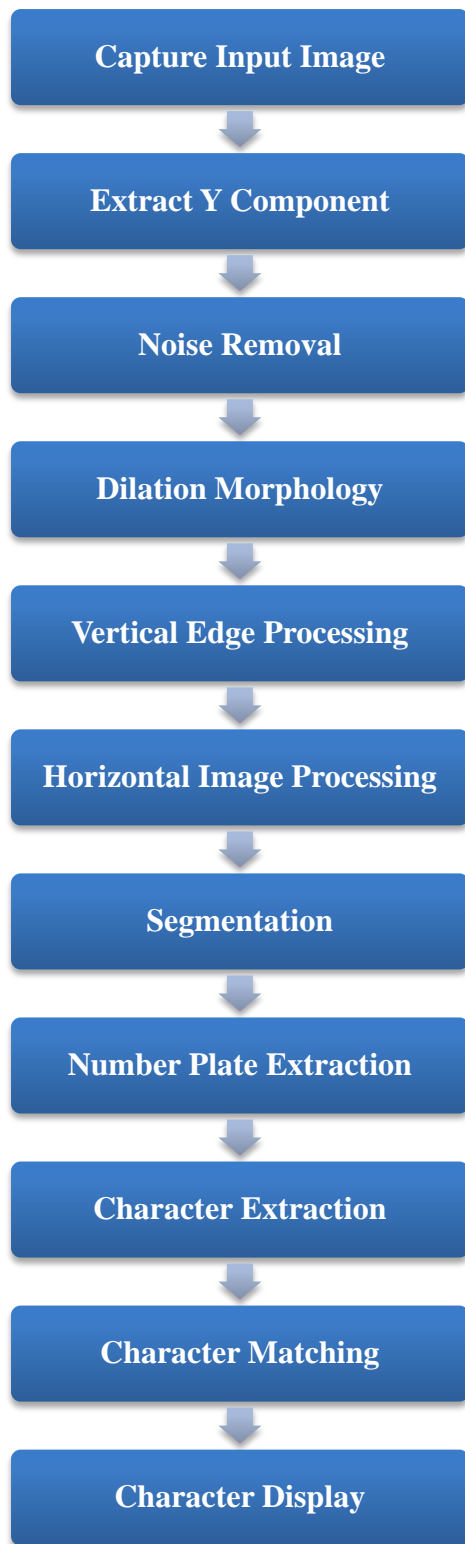 Capture Input Image
Extract Y Component
Noise Removal
Dilation Morphology
Vertical Edge Processing
Horizontal Image Processing
Segmentation
Number Plate Extraction
Character Extraction
Character Matching
Character Display